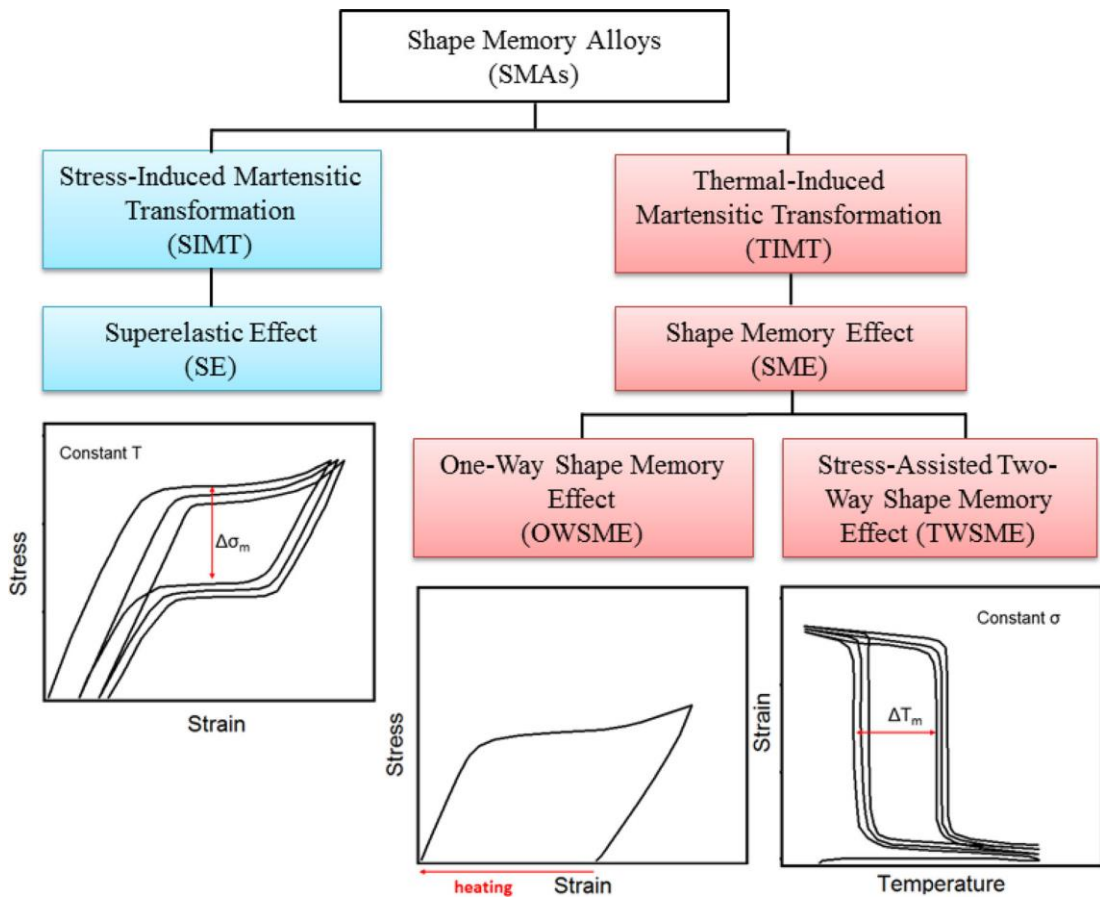 Shape Memory Alloys
(SMAs)
Stress-Induced Martensitic
Transformation
(SIMT)
Thermal-Induced
Martensitic Transformation
(TIMT)
Superelastic Effect
(SE)
Shape Memory Effect
(SME)
One-Way Shape Memory
Effect
(OWSME)
Stress-Assisted Two-
Way Shape Memory
Effect (TWSME)
Constant T
Δσm
Stress
Strain
Stress
heating
Strain
Constant σ
ΔTm
Strain
Temperature